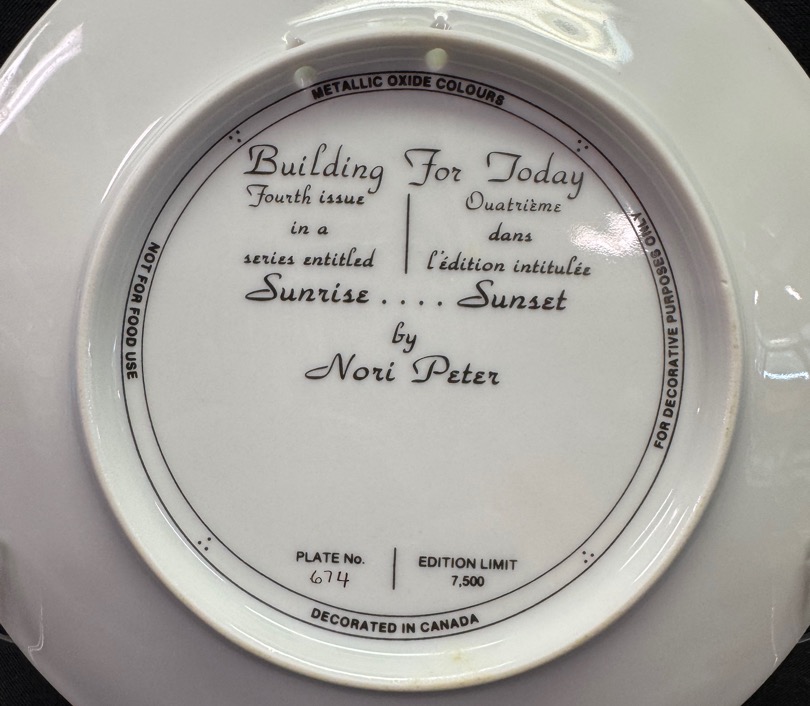 METALLIC OXIDE COLOURS
Building For Today
Fourth issue
in a
series entitled
Quatrième
dans
l'édition intitulée
Sunrise .... Sunset
by
Nori Peter
NOT FOR FOOD USE
FOR DECORATIVE PURPOSES ONLY
PLATE No.
674
EDITION LIMIT
7,500
DECORATED IN CANADA